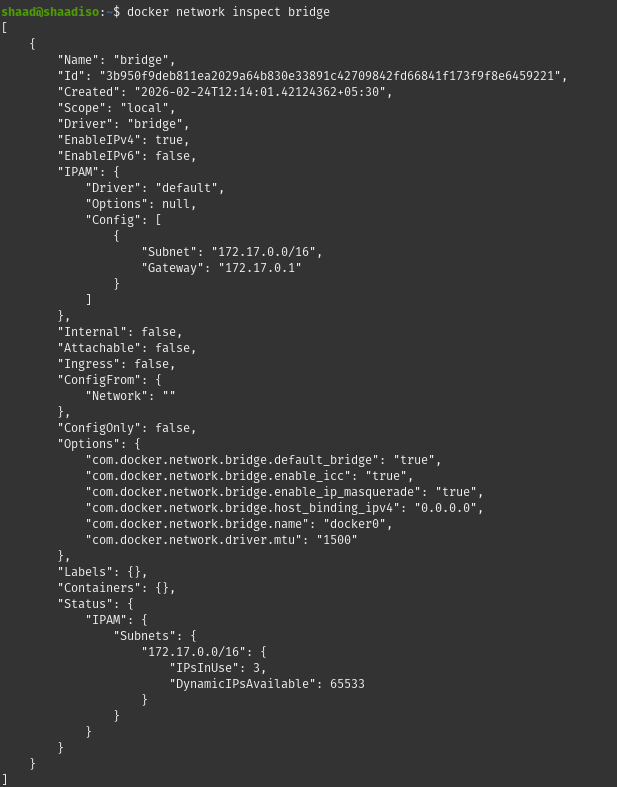 shaad@shaadiso:~$ docker network inspect bridge
[
    {
        "Name": "bridge",
        "Id": "3b950f9deb811ea2029a64b830e33891c42709842fd66841f173f9f8e6459221",
        "Created": "2026-02-24T12:14:01.42124362+05:30",
        "Scope": "local",
        "Driver": "bridge",
        "EnableIPv4": true,
        "EnableIPv6": false,
        "IPAM": {
            "Driver": "default",
            "Options": null,
            "Config": [
                {
                    "Subnet": "172.17.0.0/16",
                    "Gateway": "172.17.0.1"
                }
            ]
        },
        "Internal": false,
        "Attachable": false,
        "Ingress": false,
        "ConfigFrom": {
            "Network": ""
        },
        "ConfigOnly": false,
        "Options": {
            "com.docker.network.bridge.default_bridge": "true",
            "com.docker.network.bridge.enable_icc": "true",
            "com.docker.network.bridge.enable_ip_masquerade": "true",
            "com.docker.network.bridge.host_binding_ipv4": "0.0.0.0",
            "com.docker.network.bridge.name": "docker0",
            "com.docker.network.driver.mtu": "1500"
        },
        "Labels": {},
        "Containers": {},
        "Status": {
            "IPAM": {
                "Subnets": {
                    "172.17.0.0/16": {
                        "IPsInUse": 3,
                        "DynamicIPsAvailable": 65533
                    }
                }
            }
        }
    }
]